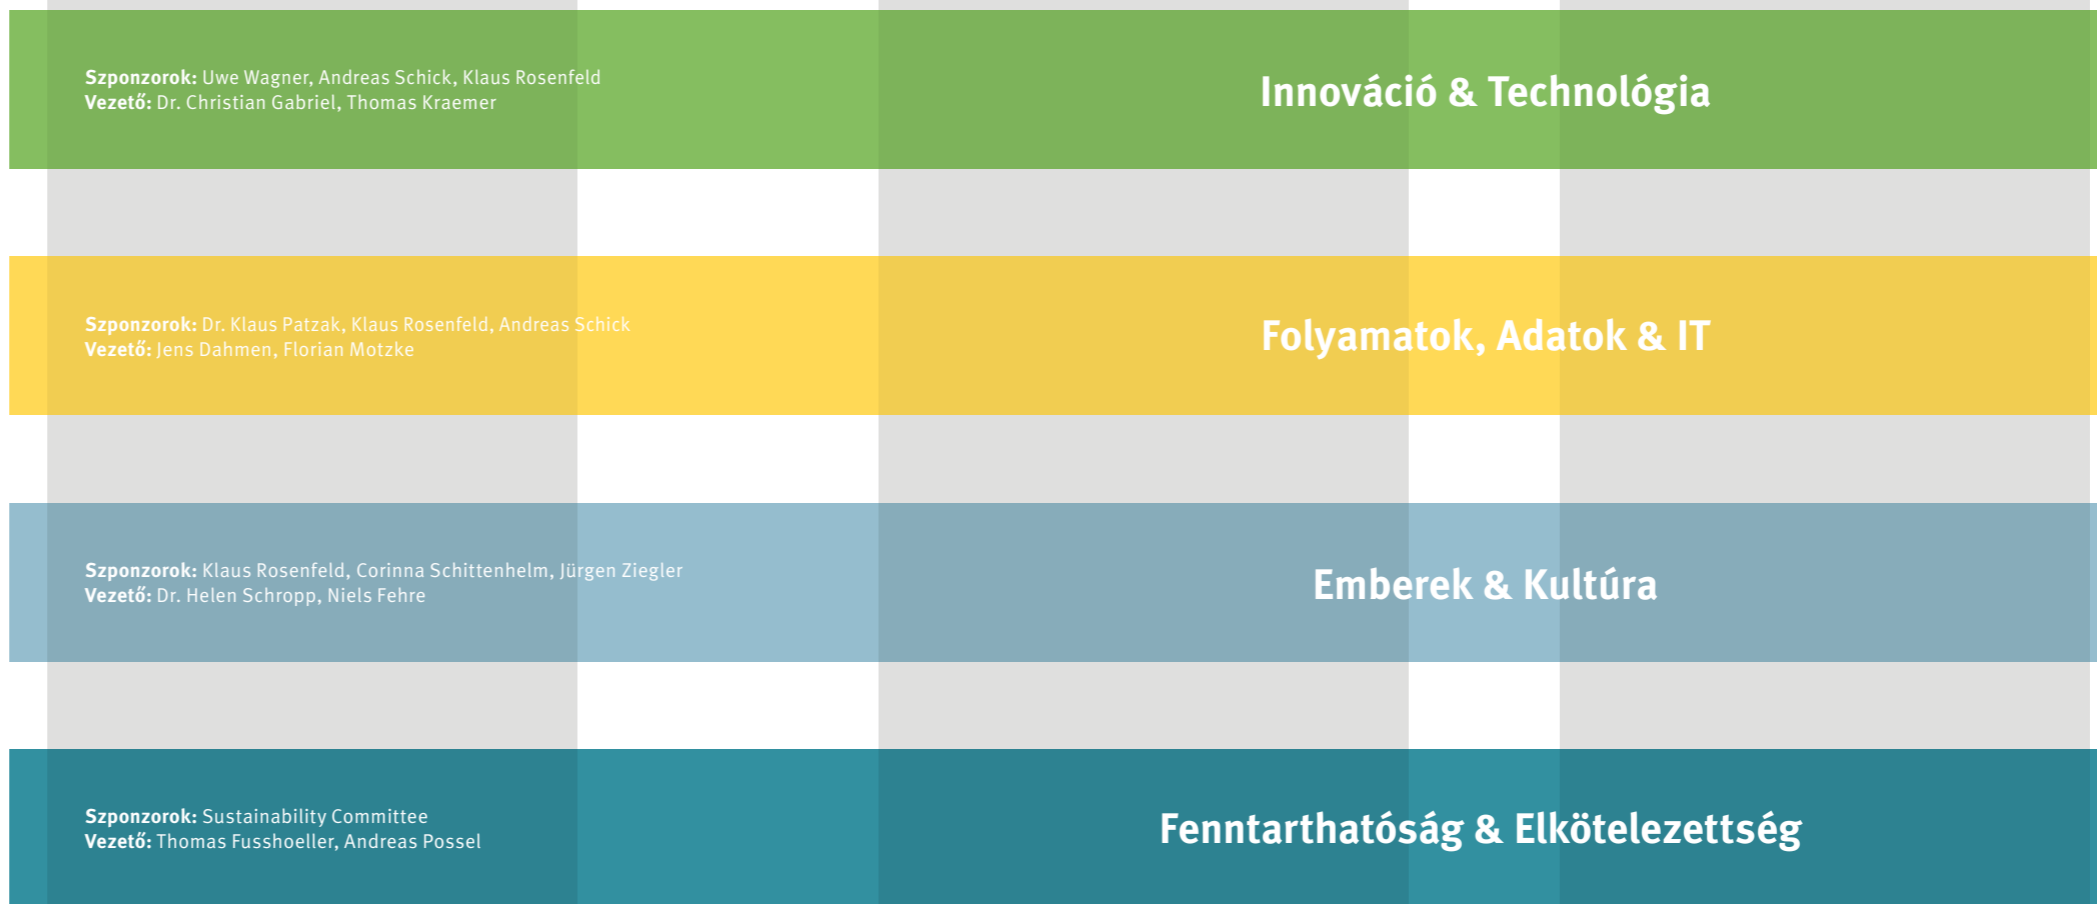 Szponzorok: Uwe Wagner, Andreas Schick, Klaus Rosenfeld
Vezető: Dr. Christian Gabriel, Thomas Kraemer
Innováció & Technológia
Szponzorok: Dr. Klaus Patzak, Klaus Rosenfeld, Andreas Schick
Vezető: Jens Dahmen, Florian Motzke
Folyamatok, Adatok & IT
Szponzorok: Klaus Rosenfeld, Corinna Schittenhelm, Jürgen Ziegler
Vezető: Dr. Helen Schropp, Niels Fehre
Emberek & Kultúra
Szponzorok: Sustainability Committee
Vezető: Thomas Fusshoeller, Andreas Possel
Fenntarthatóság & Elkötelezettség